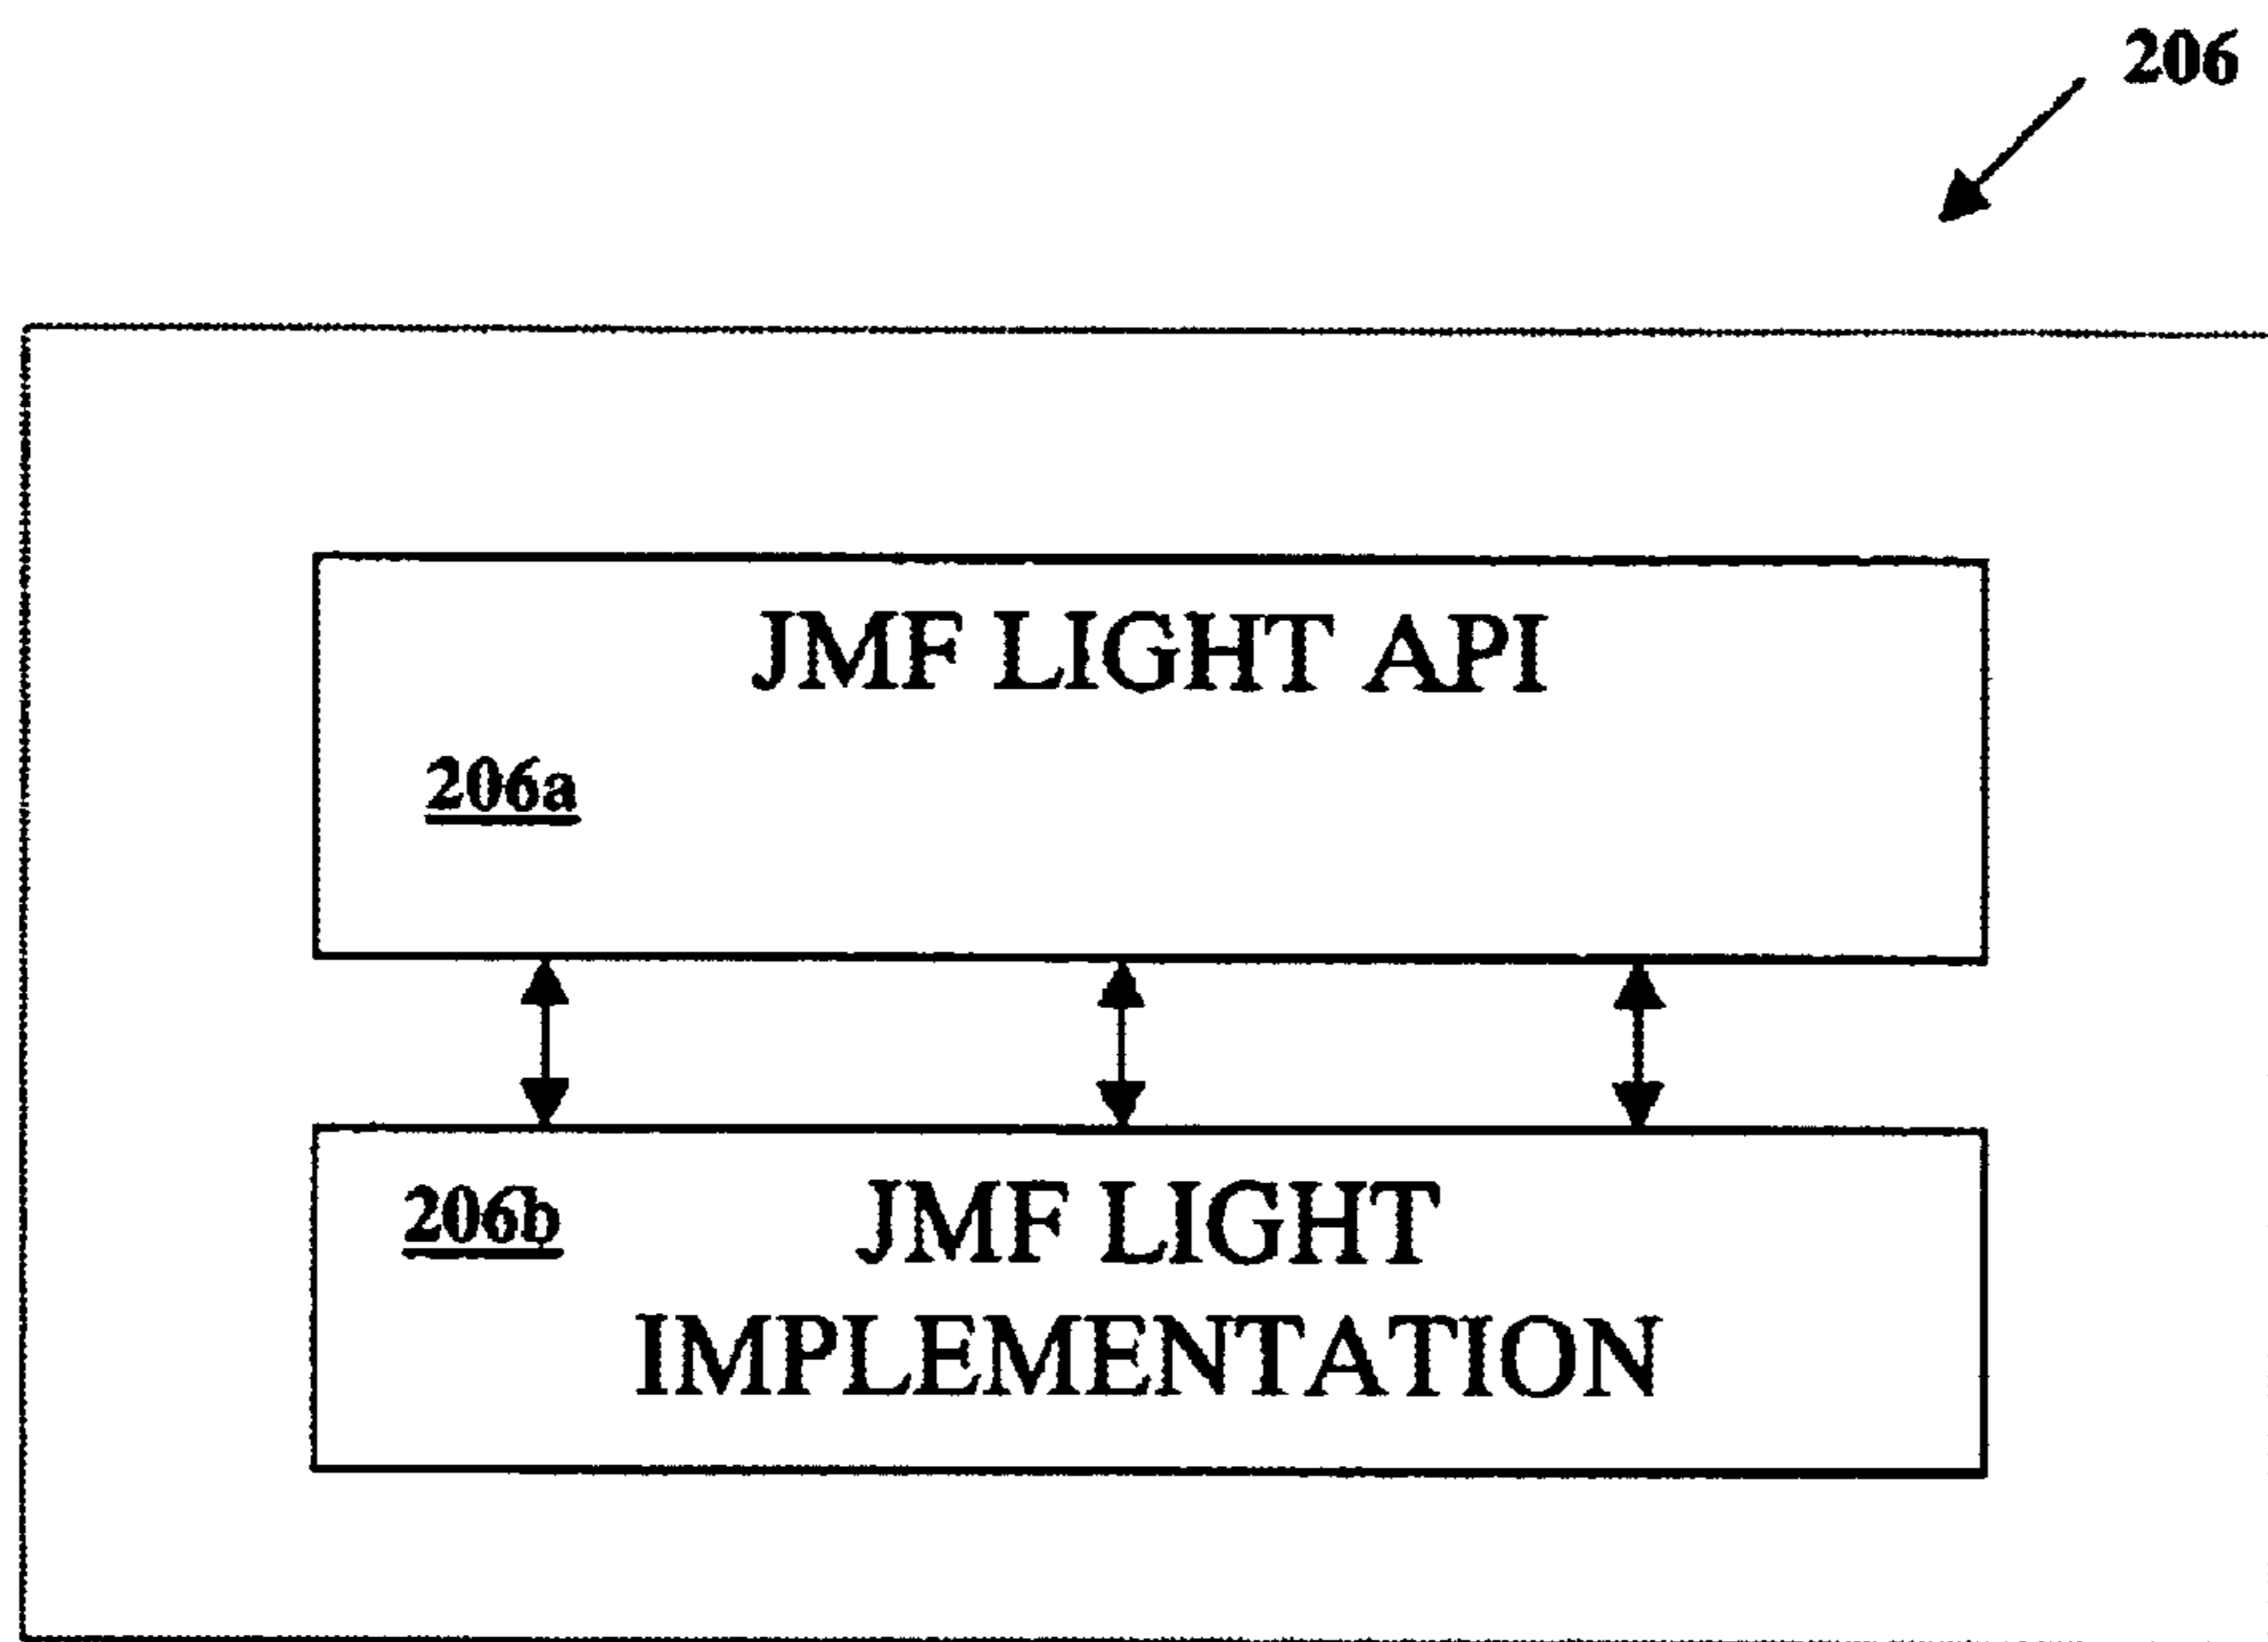 206
JMF LIGHT API
206a
206b
JMF LIGHT
IMPLEMENTATION